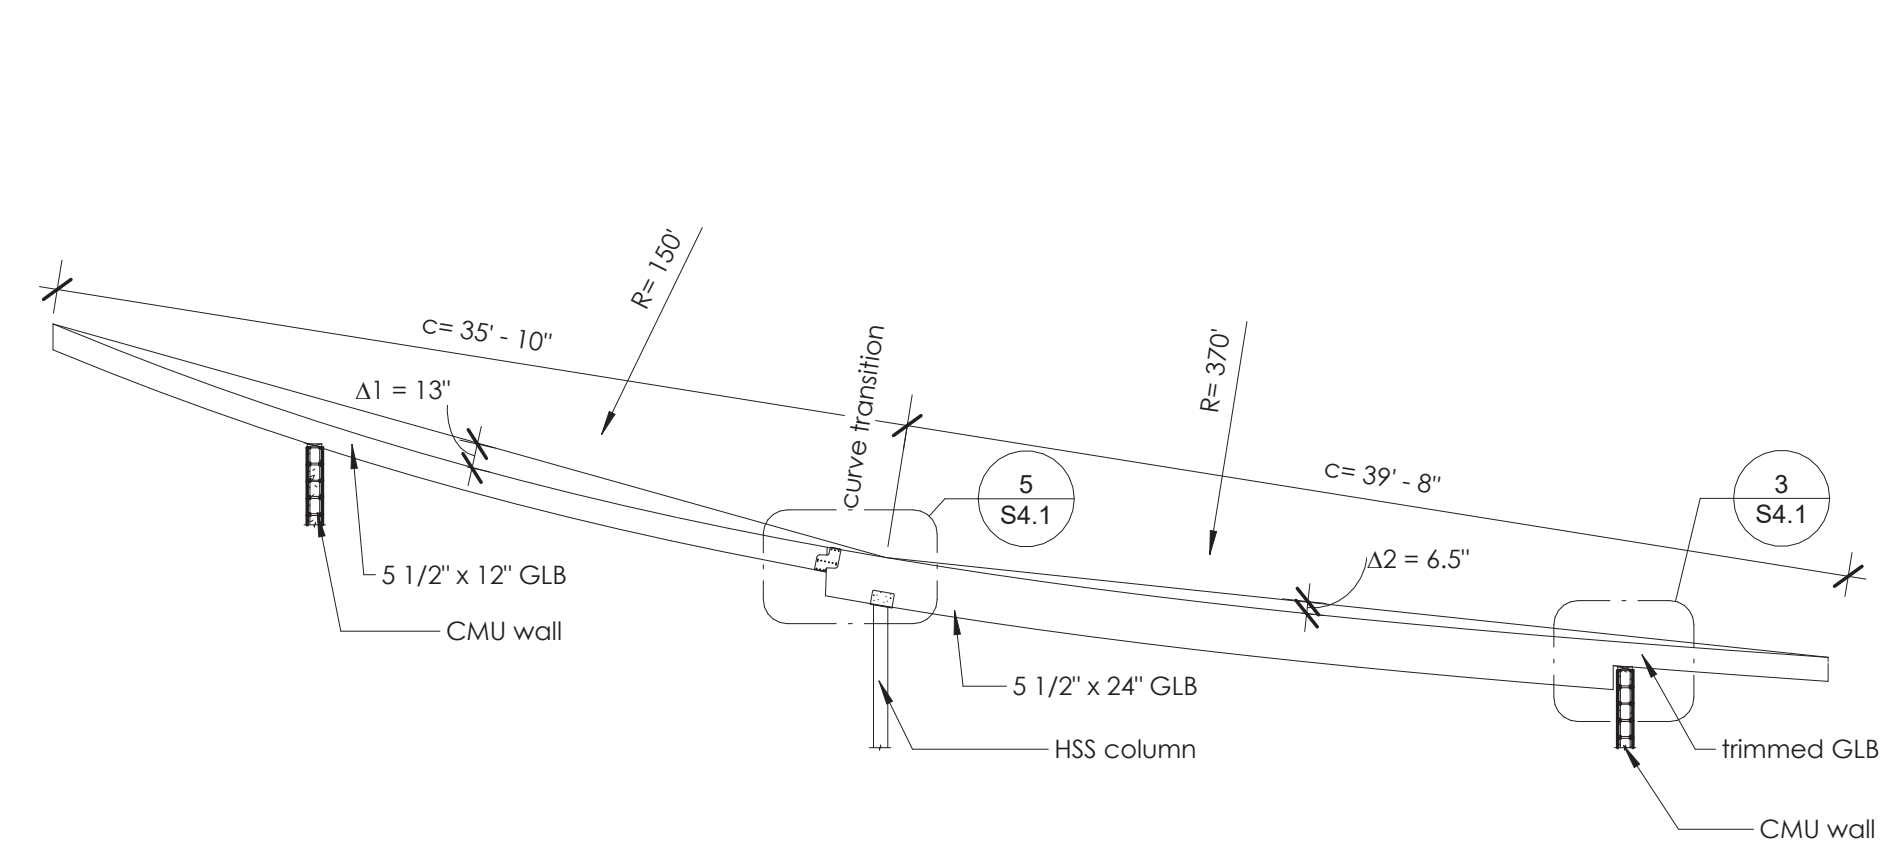 R= 150'
c= 35' - 10"
curve transition
R= 370'
Δ1 = 13"
c= 39' - 8"
5
S4.1
3
S4.1
Δ2 = 6.5"
5 1/2" x 12" GLB
CMU wall
5 1/2" x 24" GLB
HSS column
trimmed GLB
CMU wall